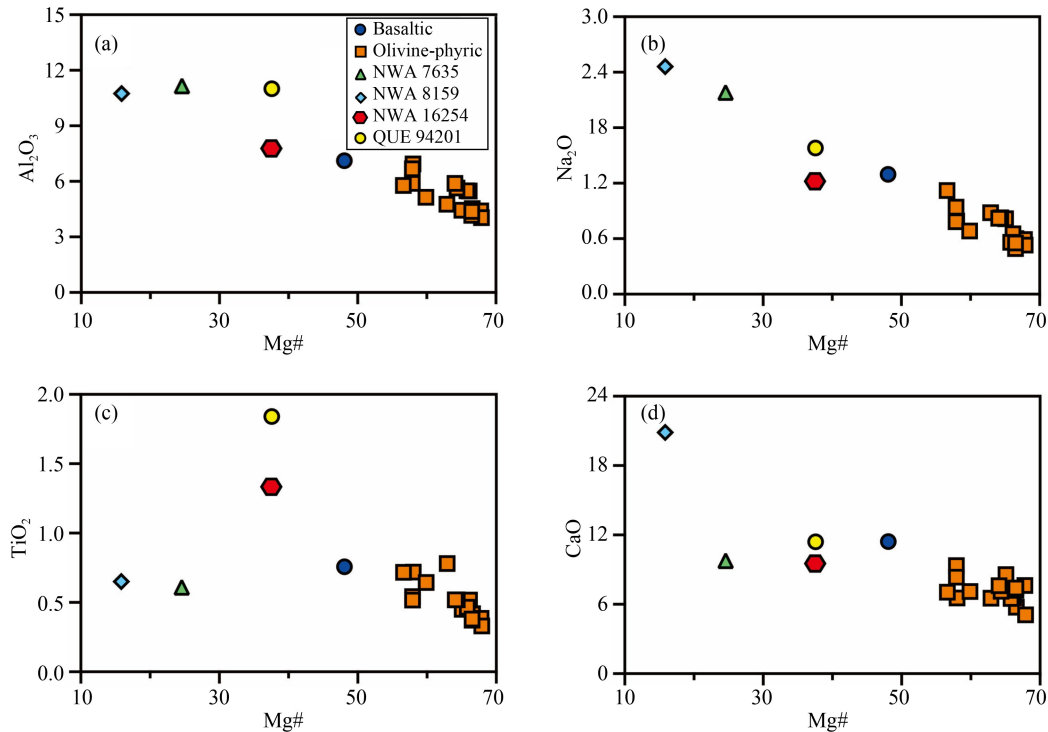 15
12
9
6
3
0
Al₂O₃
(a)
Basaltic
Olivine-phyric
NWA 7635
NWA 8159
NWA 16254
QUE 94201
10
30
50
70
Mg#
3.0
2.4
1.8
1.2
0.6
0.0
Na₂O
(b)
10
30
50
70
Mg#
2.0
1.5
1.0
0.5
0.0
TiO₂
(c)
10
30
50
70
Mg#
24
18
12
6
0
CaO
(d)
10
30
50
70
Mg#